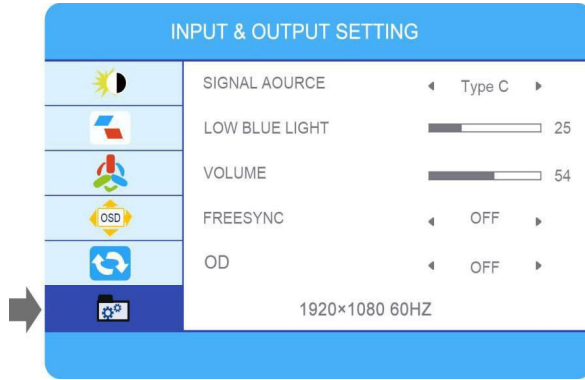 INPUT & OUTPUT SETTING
SIGNAL AOURCE Type C
LOW BLUE LIGHT 25
VOLUME 54
FREESYNC OFF
OSD
OD OFF
1920×1080 60HZ